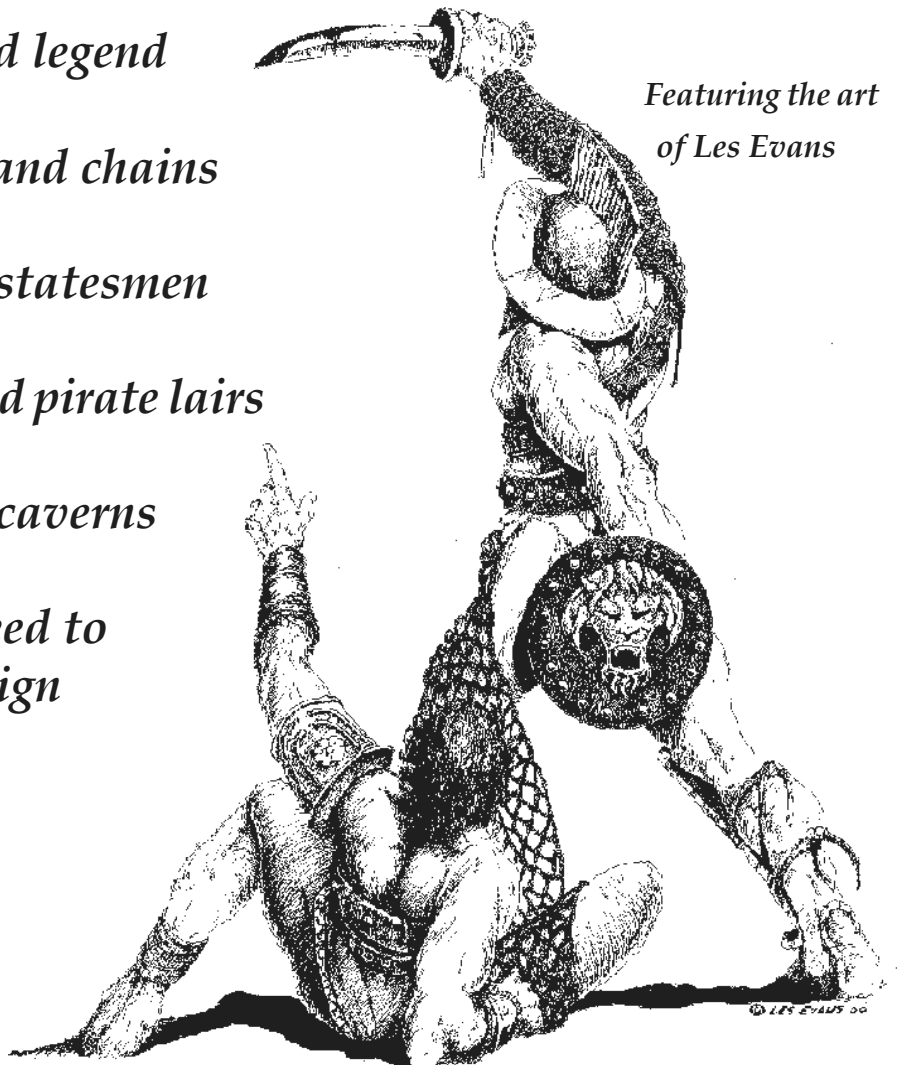 d legend
Featuring the art
of Les Evans
and chains
statesmen
d pirate lairs
caverns
ed to
ign
© LES EVANS 00